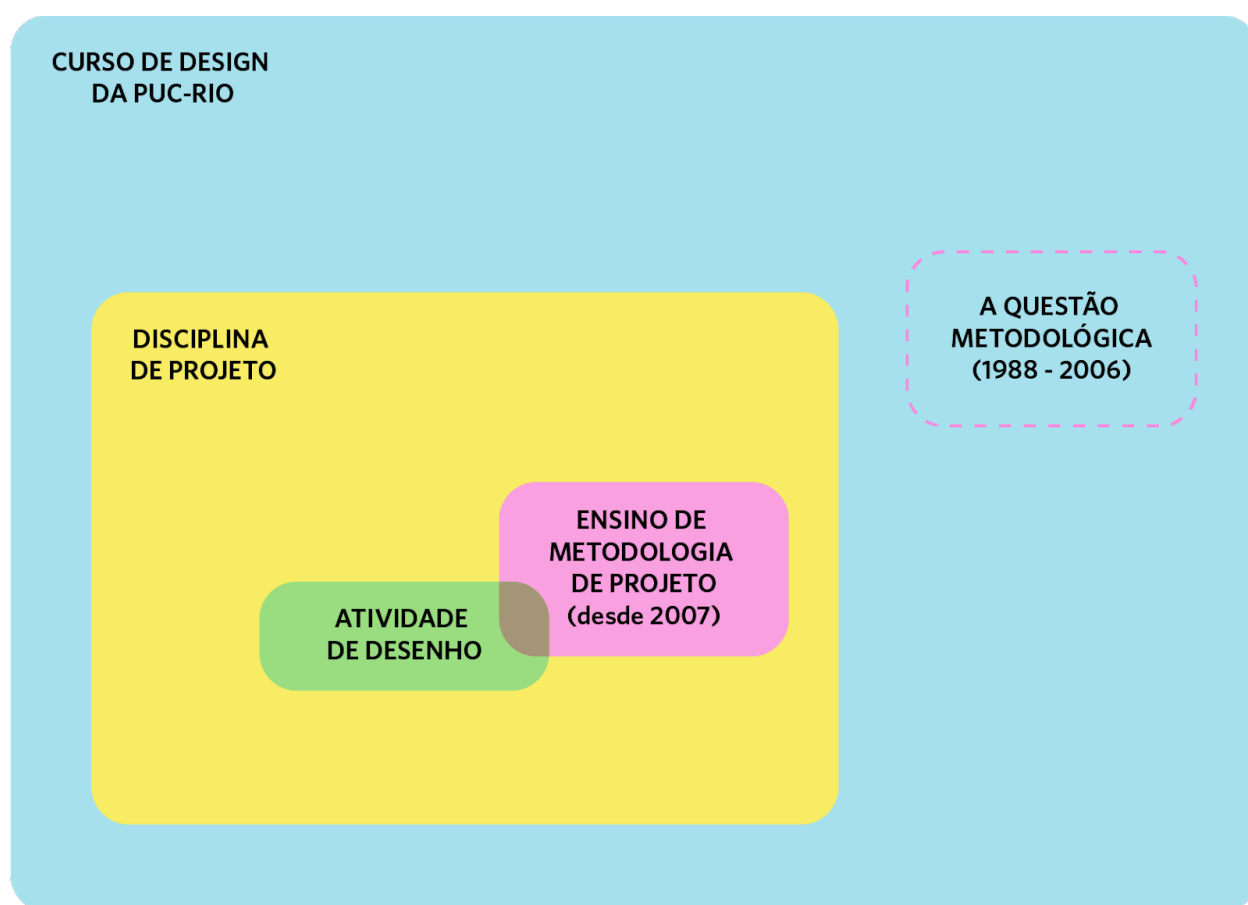 CURSO DE DESIGN
DA PUC-RIO
A QUESTÃO
METODOLÓGICA
(1988 - 2006)
DISCIPLINA
DE PROJETO
ENSINO DE
METODOLOGIA
DE PROJETO
(desde 2007)
ATIVIDADE
DE DESENHO